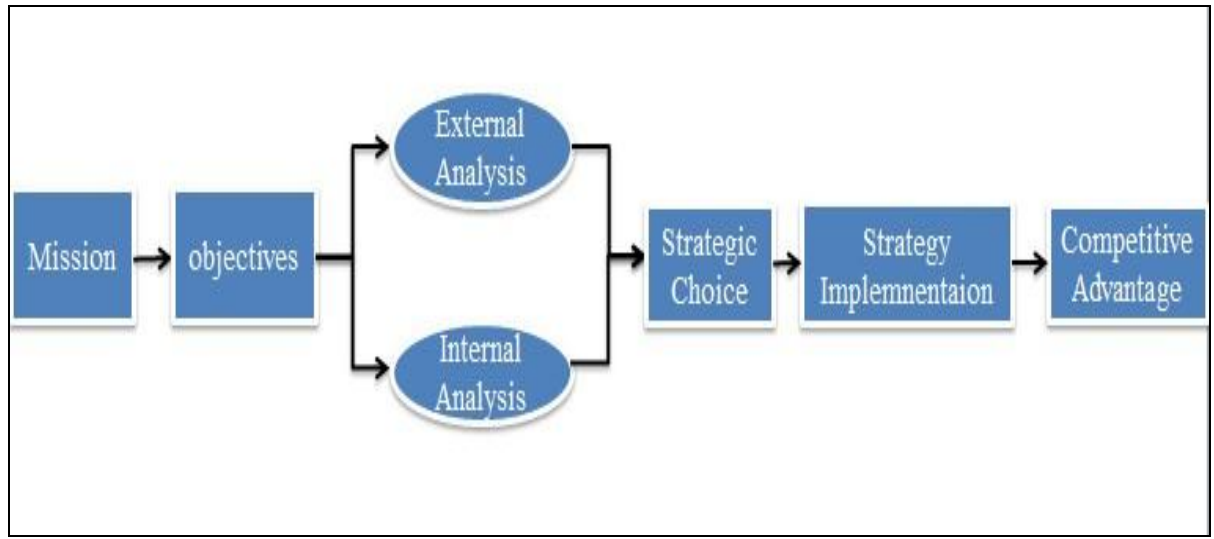 Mission
objectives
External
Analysis
Internal
Analysis
Strategic
Choice
Strategy
Implemnentaion
Competitive
Advantage